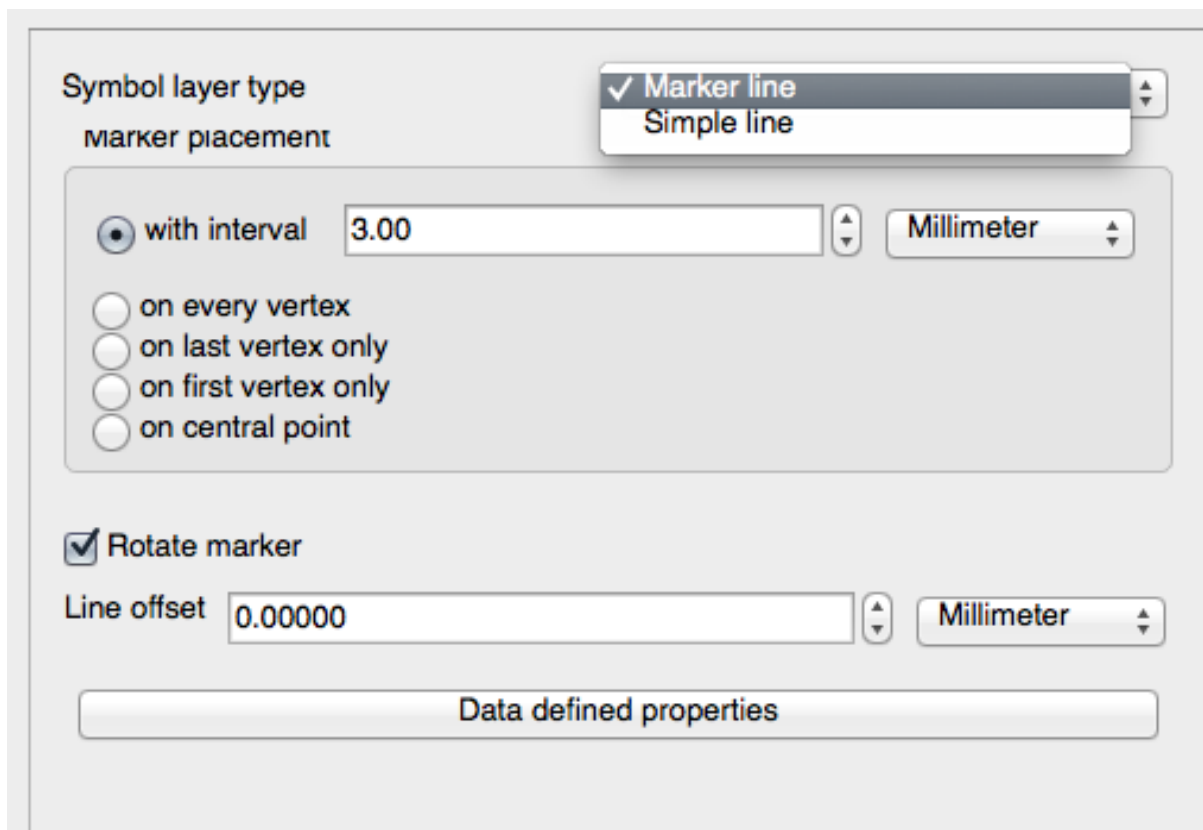 Symbol layer type
Marker line
Simple line
Marker placement
with interval 3.00 Millimeter
on every vertex
on last vertex only
on first vertex only
on central point
Rotate marker
Line offset 0.00000 Millimeter
Data defined properties